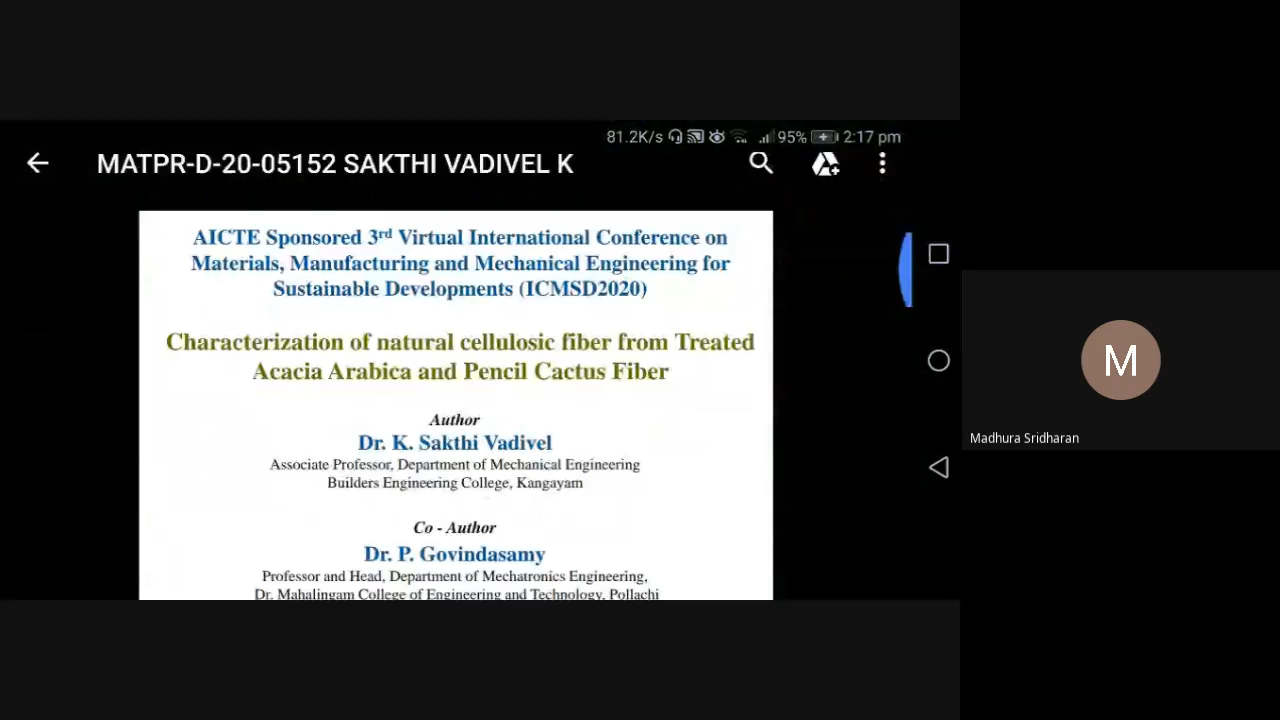 81.2K/s 95% 2:17 pm
MATPR-D-20-05152 SAKTHI VADIVEL K
AICTE Sponsored 3rd Virtual International Conference on
Materials, Manufacturing and Mechanical Engineering for
Sustainable Developments (ICMSD2020)
Characterization of natural cellulosic fiber from Treated
Acacia Arabica and Pencil Cactus Fiber
Author
Dr. K. Sakthi Vadivel
Associate Professor, Department of Mechanical Engineering
Builders Engineering College, Kangayam
Co - Author
Dr. P. Govindasamy
Professor and Head, Department of Mechatronics Engineering,
Dr. Mahalingam College of Engineering and Technology, Pollachi
M
Madhura Sridharan